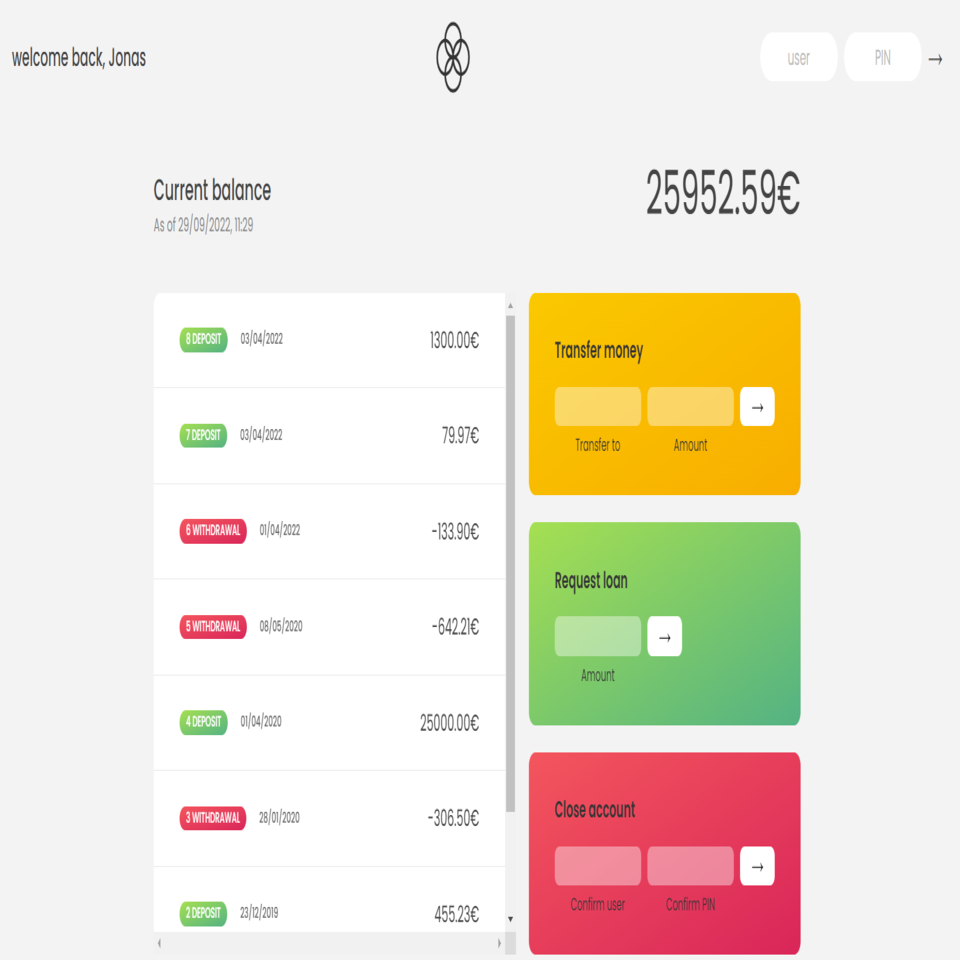 welcome back, Jonas
user PIN →
Current balance
25952.59€
As of 29/09/2022, 11:29
8 DEPOSIT 03/04/2022 1300.00€
7 DEPOSIT 03/04/2022 79.97€
6 WITHDRAWAL 01/04/2022 -133.90€
5 WITHDRAWAL 08/05/2020 -642.21€
4 DEPOSIT 01/04/2020 25000.00€
3 WITHDRAWAL 28/01/2020 -306.50€
2 DEPOSIT 23/12/2019 455.23€
Transfer money
→
Transfer to Amount
Request loan
→
Amount
Close account
→
Confirm user Confirm PIN